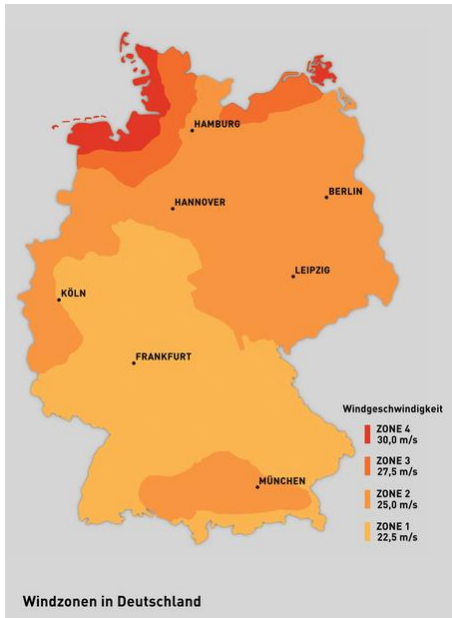 HAMBURG
BERLIN
HANNOVER
LEIPZIG
KÖLN
FRANKFURT
MÜNCHEN
Windgeschwindigkeit
ZONE 4
30,0 m/s
ZONE 3
27,5 m/s
ZONE 2
25,0 m/s
ZONE 1
22,5 m/s
Windzonen in Deutschland